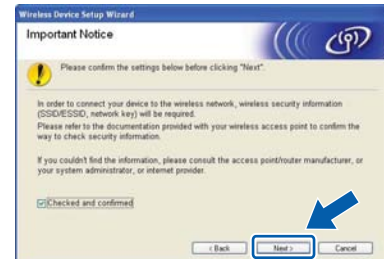 Wireless Device Setup Wizard
Important Notice
Please confirm the settings below before clicking "Next".
In order to connect your device to the wireless network, wireless security information
(SSID/ESSID, network key) will be required.
Please refer to the documentation provided with your wireless access point to confirm the
way to check security information.
If you couldn't find the information, please consult the access point/router manufacturer, or
your system administrator, or internet provider.
Checked and confirmed
< Back
Next >
Cancel